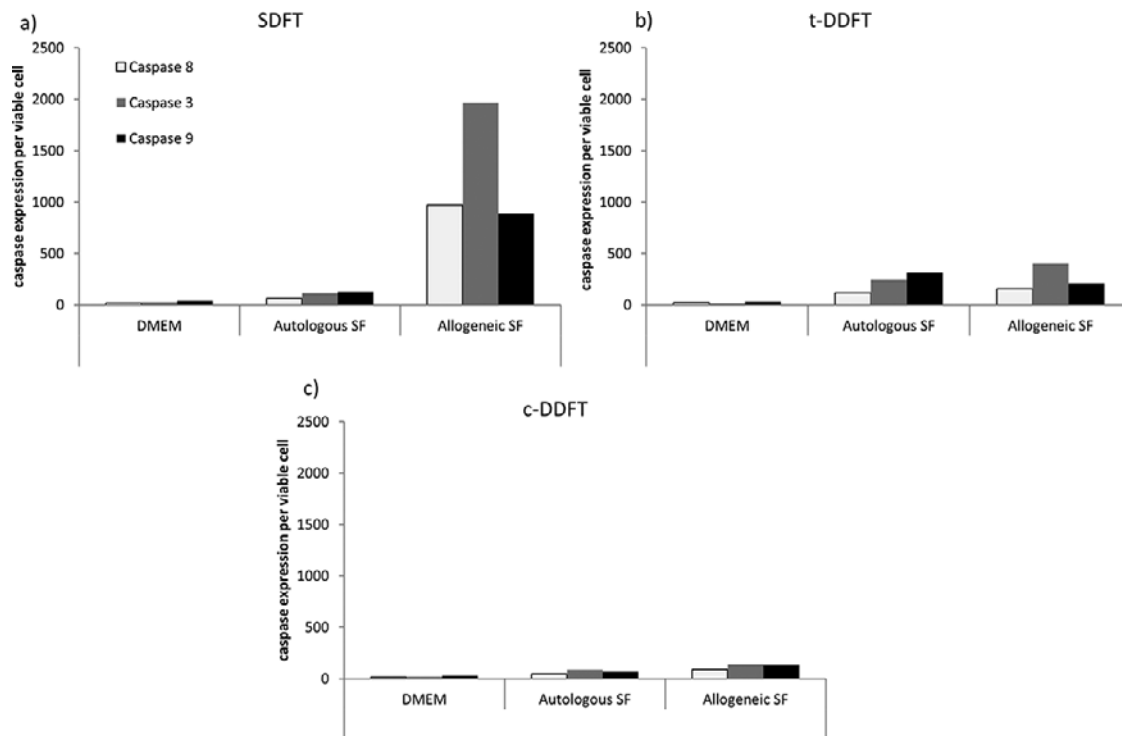 a)
SDFT
caspase expression per viable cell
2500
2000
1500
1000
500
0
Caspase 8
Caspase 3
Caspase 9
DMEM
Autologous SF
Allogeneic SF
b)
t-DDFT
caspase expression per viable cell
2500
2000
1500
1000
500
0
DMEM
Autologous SF
Allogeneic SF
c)
c-DDFT
caspase expression per viable cell
2500
2000
1500
1000
500
0
DMEM
Autologous SF
Allogeneic SF